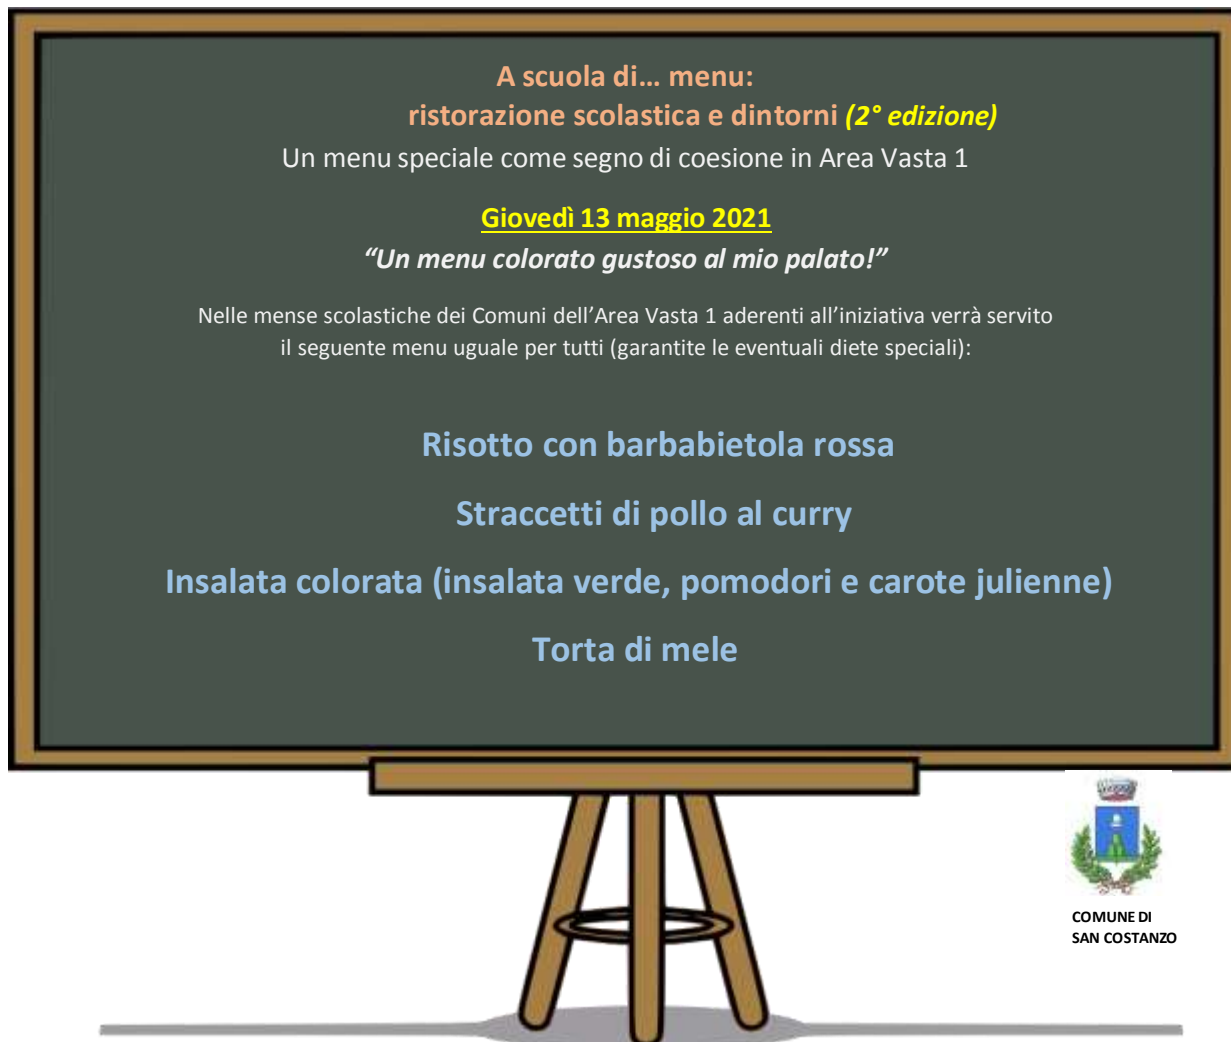 A scuola di… menu:
ristorazione scolastica e dintorni (2° edizione)
Un menu speciale come segno di coesione in Area Vasta 1
Giovedì 13 maggio 2021
“Un menu colorato gustoso al mio palato!”
Nelle mense scolastiche dei Comuni dell’Area Vasta 1 aderenti all’iniziativa verrà servito
il seguente menu uguale per tutti (garantite le eventuali diete speciali):
Risotto con barbabietola rossa
Straccetti di pollo al curry
Insalata colorata (insalata verde, pomodori e carote julienne)
Torta di mele
COMUNE DI
SAN COSTANZO